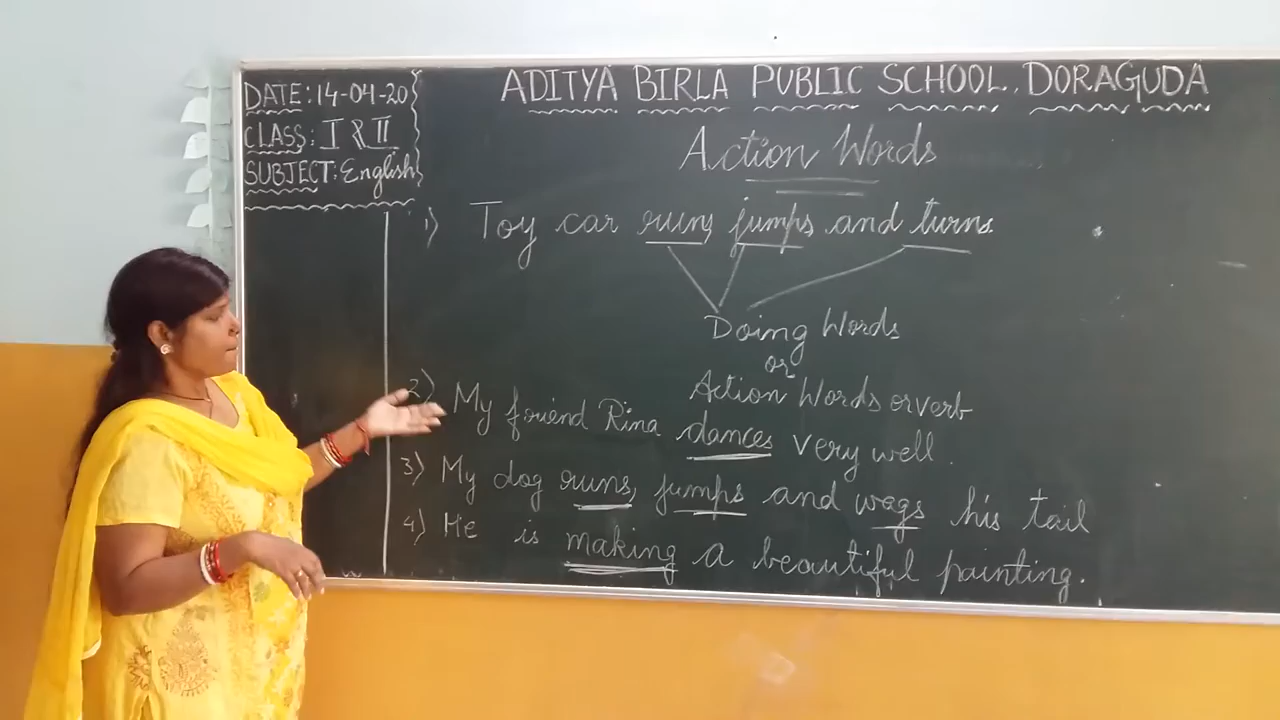 DATE: 14-04-20
CLASS: I & II
SUBJECT: English
ADITYA BIRLA PUBLIC SCHOOL, DORAGUDA
Action Words
1) Toy car runs jumps and turns
Doing Words
or
Action Words or verb
2) My friend Rina dances very well.
3) My dog runs, jumps and wags his tail
4) He is making a beautiful painting.